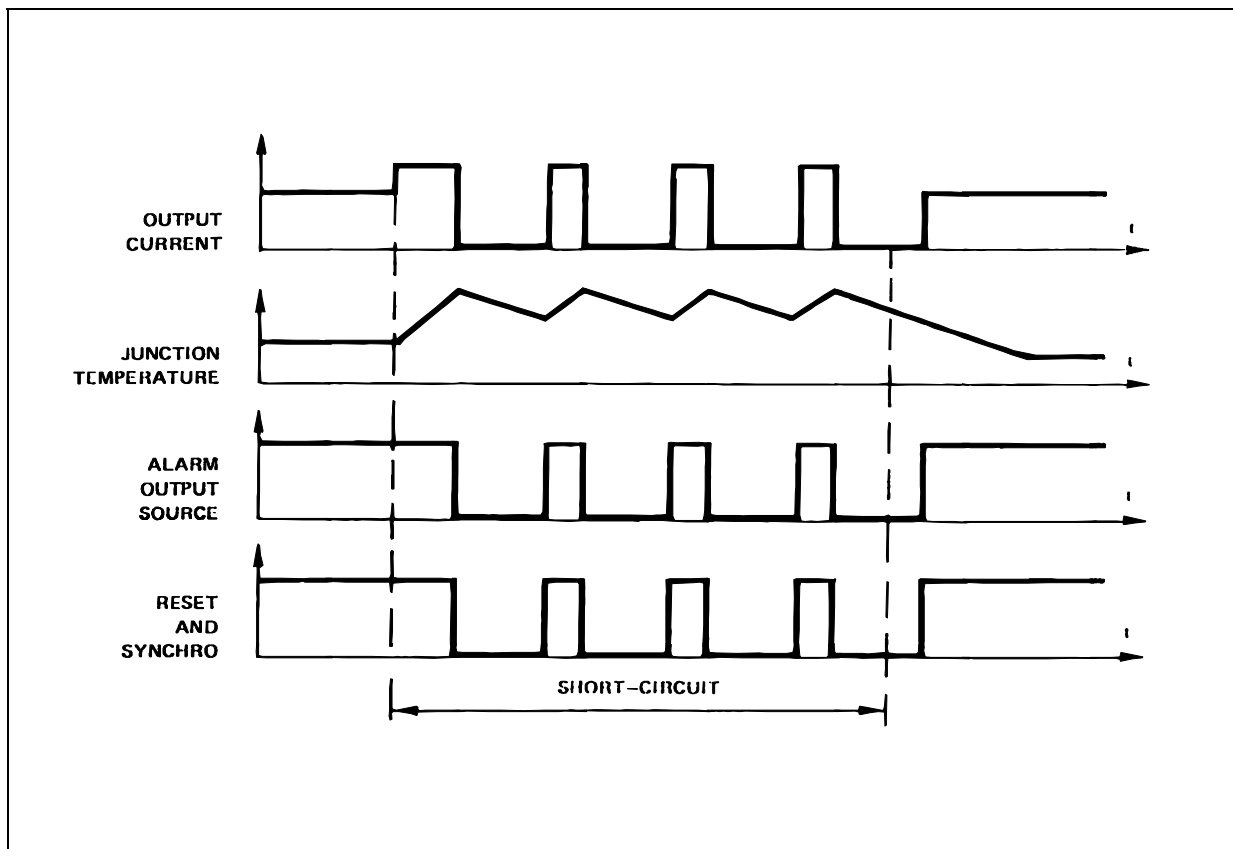 OUTPUT
CURRENT
t
JUNCTION
TEMPERATURE
t
ALARM
OUTPUT
SOURCE
t
RESET
AND
SYNCHRO
t
SHORT-CIRCUIT